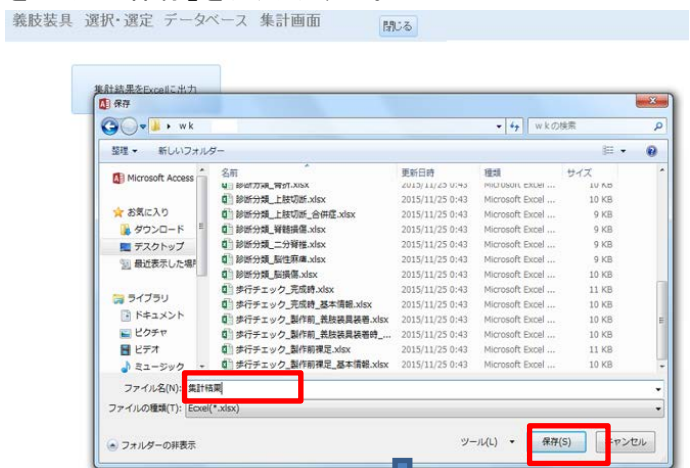 義肢装具 選択・選定 データベース 集計画面
閉じる
集計結果をExcelに出力
保存
wk
wkの検索
整理 新しいフォルダー
Microsoft Access
お気に入り
ダウンロード
デスクトップ
最近表示した場所
ライブラリ
ドキュメント
ピクチャ
ビデオ
ミュージック
名前 更新日時 種類 サイズ
診断分類_骨折.xlsx 2015/11/25 0:43 Microsoft Excel ... 10 KB
診断分類_上肢切断.xlsx 2015/11/25 0:43 Microsoft Excel ... 10 KB
診断分類_上肢切断_合併症.xlsx 2015/11/25 0:43 Microsoft Excel ... 9 KB
診断分類_脊髄損傷.xlsx 2015/11/25 0:43 Microsoft Excel ... 9 KB
診断分類_二分脊椎.xlsx 2015/11/25 0:43 Microsoft Excel ... 9 KB
診断分類_脳性麻痺.xlsx 2015/11/25 0:43 Microsoft Excel ... 9 KB
診断分類_脳損傷.xlsx 2015/11/25 0:43 Microsoft Excel ... 10 KB
歩行チェック_完成時.xlsx 2015/11/25 0:43 Microsoft Excel ... 11 KB
歩行チェック_完成時_基本情報.xlsx 2015/11/25 0:43 Microsoft Excel ... 10 KB
歩行チェック_製作前_義肢装具装着.xlsx 2015/11/25 0:43 Microsoft Excel ... 10 KB
歩行チェック_製作前_義肢装具装着時_... 2015/11/25 0:43 Microsoft Excel ... 10 KB
歩行チェック_製作前裸足.xlsx 2015/11/25 0:43 Microsoft Excel ... 11 KB
歩行チェック_製作前裸足_基本情報.xlsx 2015/11/25 0:43 Microsoft Excel ... 10 KB
ファイル名(N): 集計結果
ファイルの種類(T): Ecxel(*.xlsx)
フォルダーの非表示
ツール(L) 保存(S) キャンセル